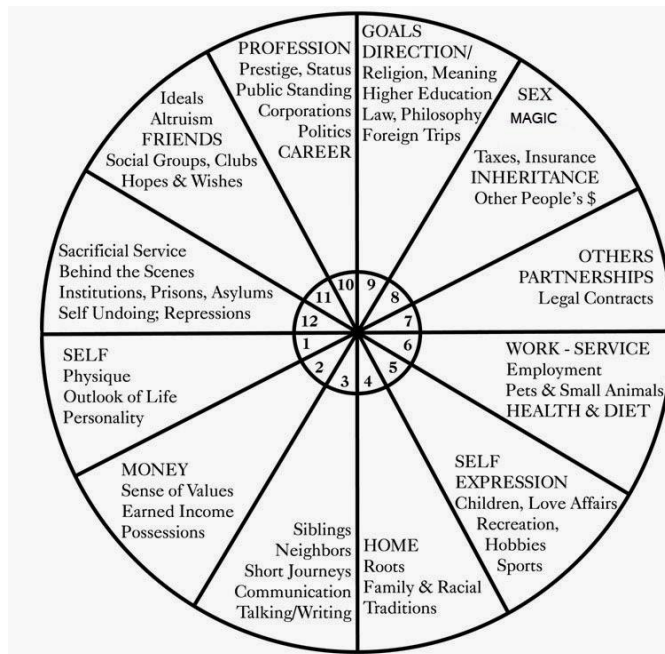 PROFESSION
Prestige, Status
Public Standing
Corporations
Politics
CAREER
GOALS
DIRECTION/
Religion, Meaning
Higher Education
Law, Philosophy
Foreign Trips
SEX
MAGIC
Taxes, Insurance
INHERITANCE
Other People's $
OTHERS
PARTNERSHIPS
Legal Contracts
WORK - SERVICE
Employment
Pets & Small Animals
HEALTH & DIET
SELF
EXPRESSION
Children, Love Affairs
Recreation,
Hobbies
Sports
HOME
Roots
Family & Racial
Traditions
Siblings
Neighbors
Short Journeys
Communication
Talking/Writing
MONEY
Sense of Values
Earned Income
Possessions
SELF
Physique
Outlook of Life
Personality
Sacrificial Service
Behind the Scenes
Institutions, Prisons, Asylums
Self Undoing; Repressions
Ideals
Altruism
FRIENDS
Social Groups, Clubs
Hopes & Wishes
10
9
8
7
6
5
4
3
2
1
12
11